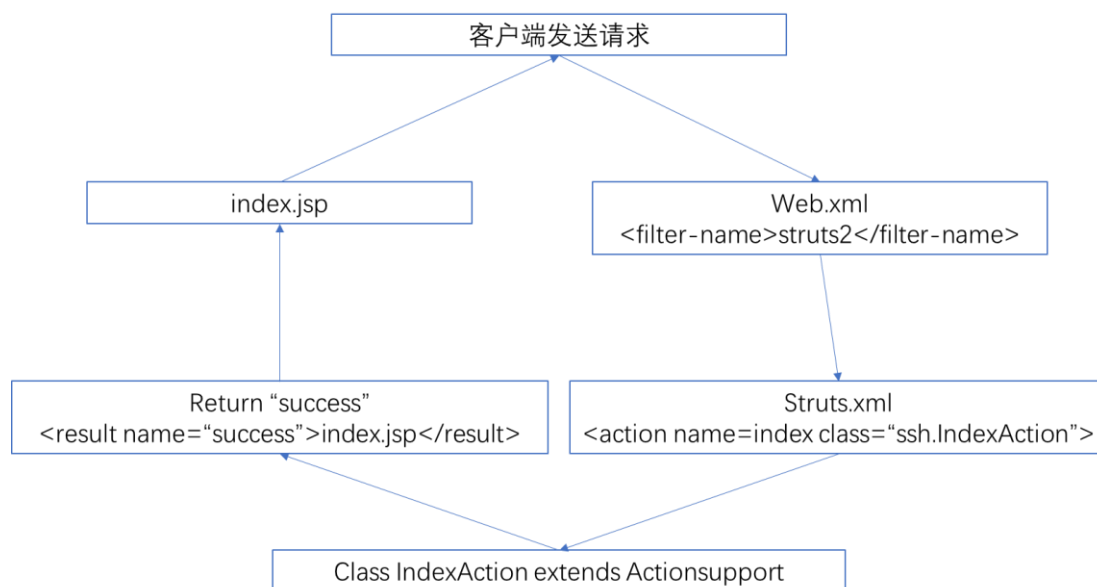 客户端发送请求
index.jsp
Web.xml
<filter-name>struts2</filter-name>
Return “success”
<result name=“success”>index.jsp</result>
Struts.xml
<action name=index class=“ssh.IndexAction”>
Class IndexAction extends Actionsupport